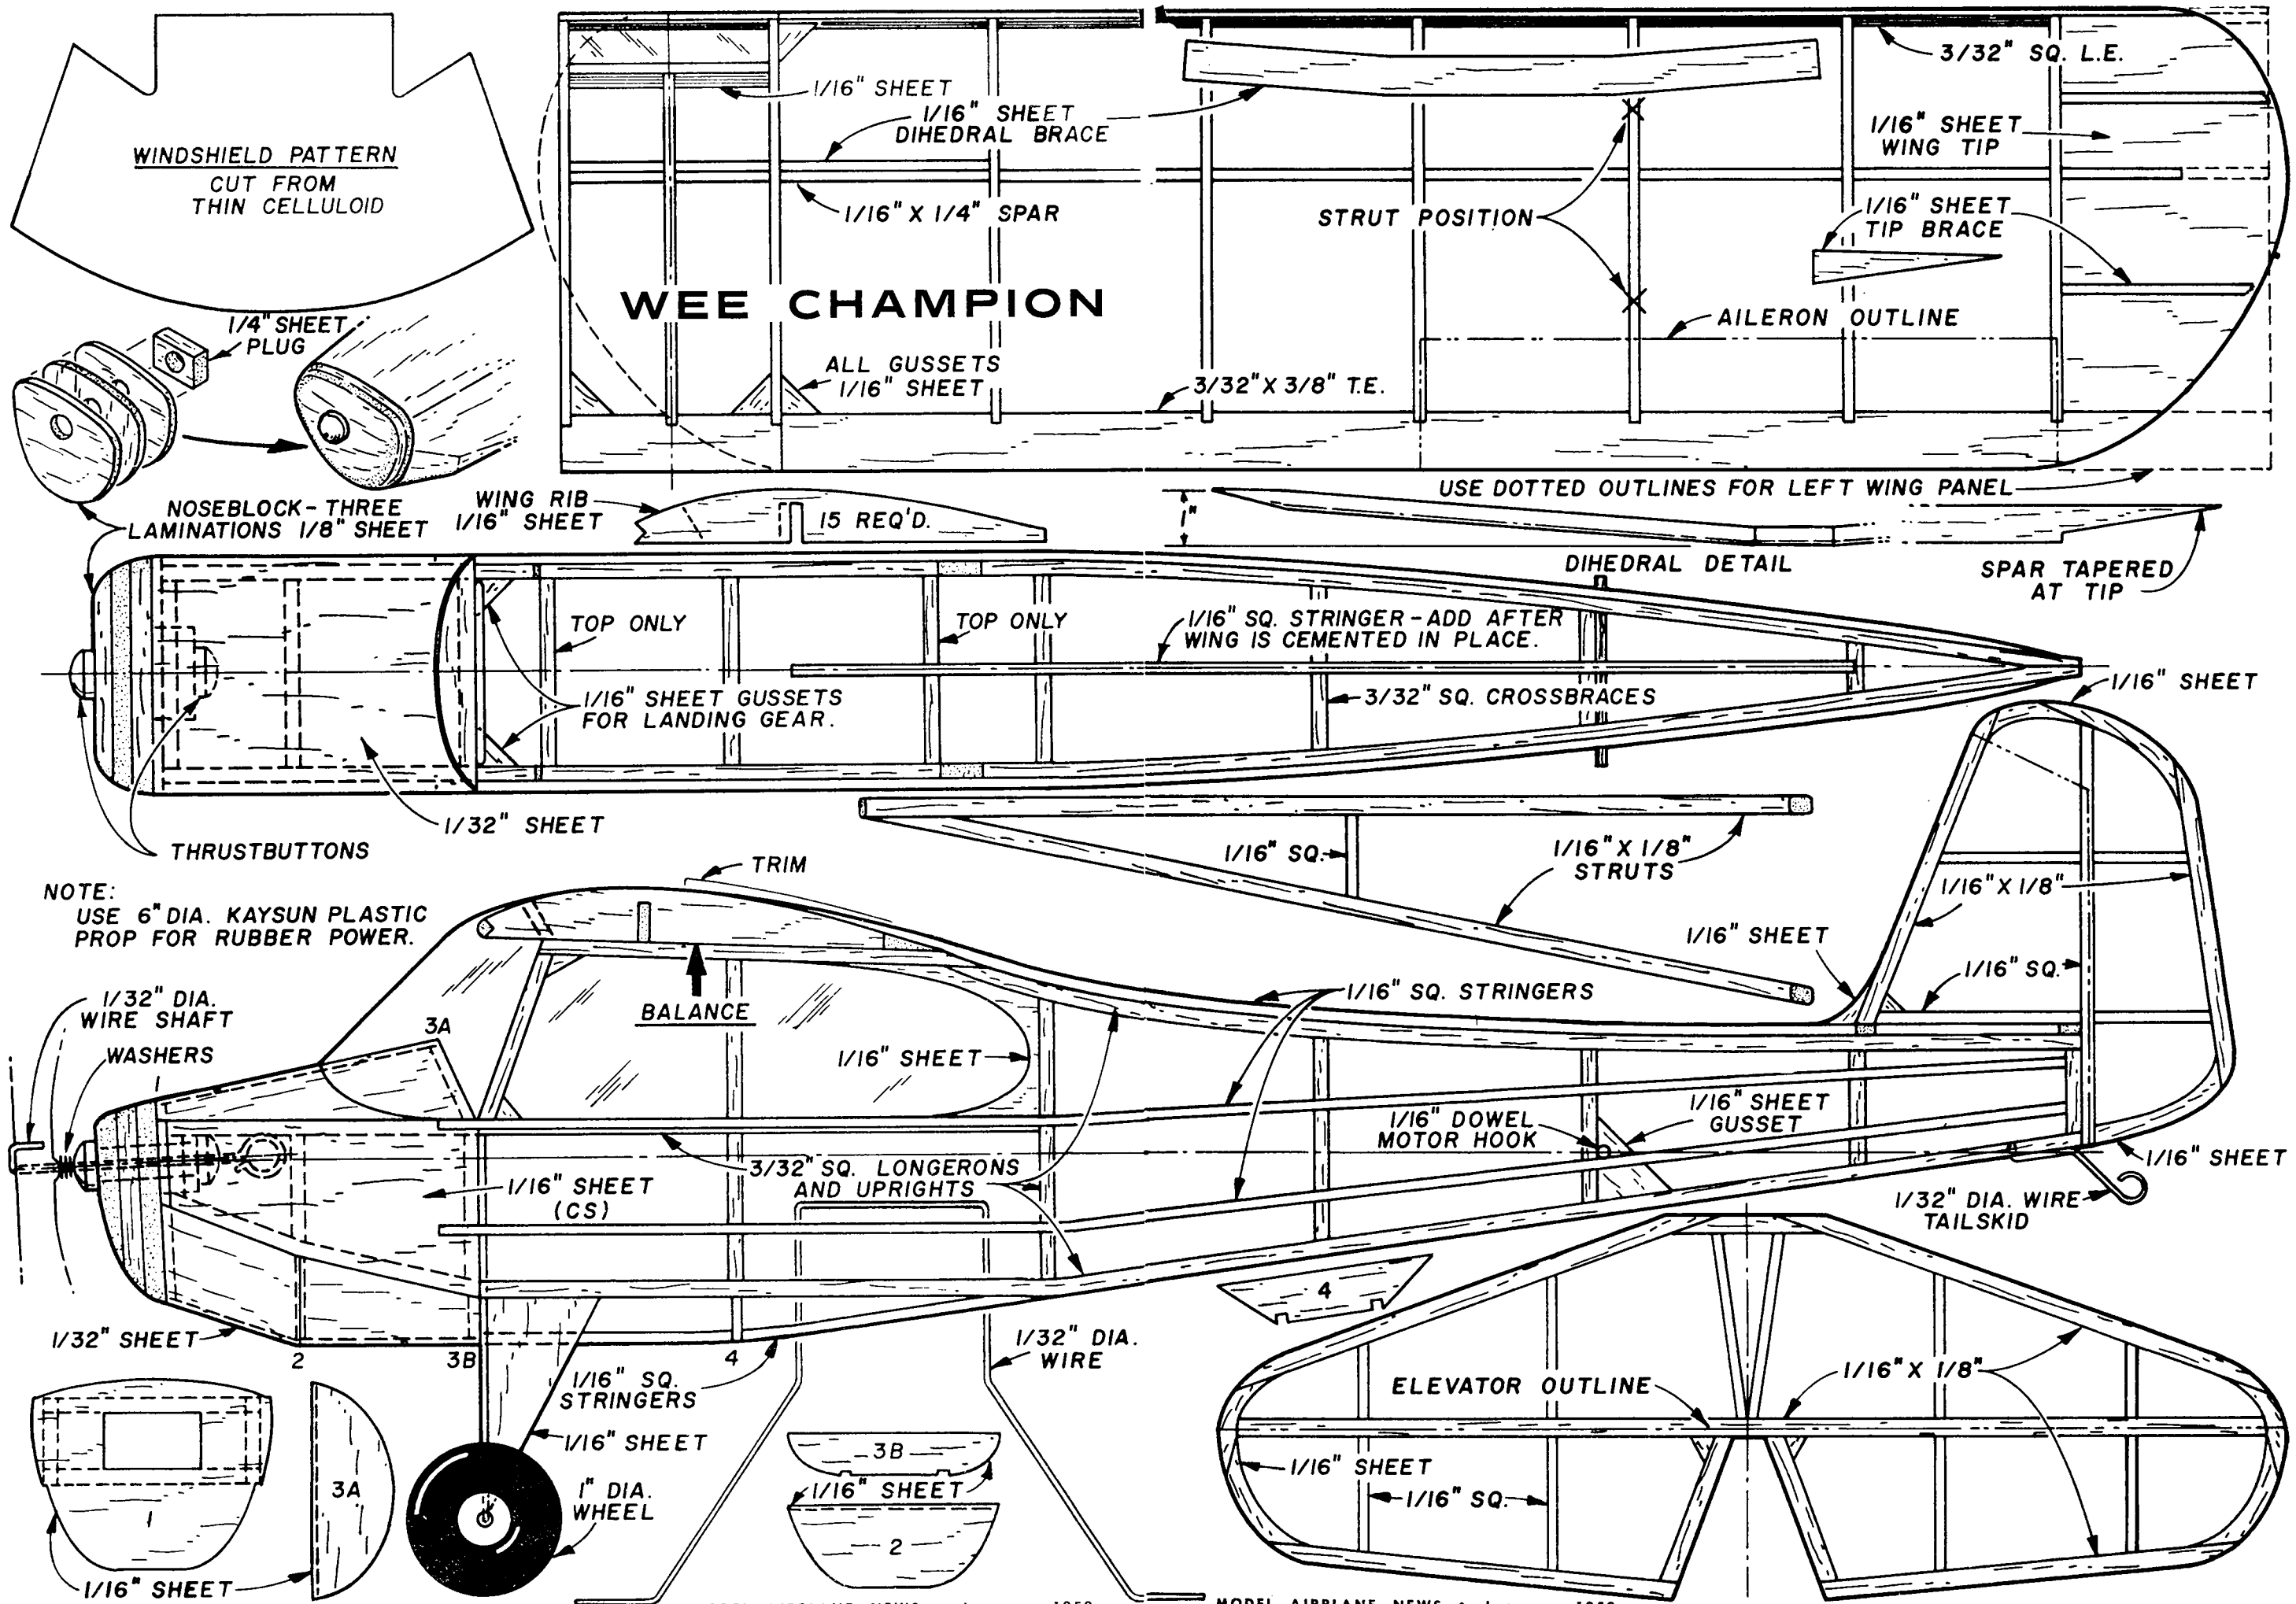 WINDSHIELD PATTERN
CUT FROM
THIN CELLULOID
1/16" SHEET
1/16" SHEET
DIHEDRAL BRACE
1/16" X 1/4" SPAR
3/32" SQ. L.E.
1/16" SHEET
WING TIP
STRUT POSITION
1/16" SHEET
TIP BRACE
WEE CHAMPION
AILERON OUTLINE
1/4" SHEET
PLUG
ALL GUSSETS
1/16" SHEET
3/32" X 3/8" T.E.
NOSEBLOCK - THREE
LAMINATIONS 1/8" SHEET
WING RIB
1/16" SHEET
15 REQ'D.
USE DOTTED OUTLINES FOR LEFT WING PANEL
"
DIHEDRAL DETAIL
SPAR TAPERED
AT TIP
TOP ONLY
TOP ONLY
1/16" SQ. STRINGER - ADD AFTER
WING IS CEMENTED IN PLACE.
1/16" SHEET GUSSETS
FOR LANDING GEAR.
3/32" SQ. CROSSBRACES
1/16" SHEET
1/32" SHEET
THRUSTBUTTONS
TRIM
1/16" SQ.
1/16" X 1/8"
STRUTS
1/16" X 1/8"
NOTE:
USE 6" DIA. KAYSUN PLASTIC
PROP FOR RUBBER POWER.
1/16" SHEET
1/16" SQ.
1/32" DIA.
WIRE SHAFT
WASHERS
3A
BALANCE
1/16" SHEET
1/16" SQ. STRINGERS
1/16" DOWEL
MOTOR HOOK
1/16" SHEET
GUSSET
3/32" SQ. LONGERONS
AND UPRIGHTS
1/16" SHEET
(CS)
1/16" SHEET
1/32" DIA. WIRE
TAILSKID
1/32" SHEET
2
3B
4
4
1/32" DIA.
WIRE
1/16" SQ.
STRINGERS
1/16" SHEET
ELEVATOR OUTLINE
1/16" X 1/8"
1
3A
1" DIA.
WHEEL
3B
1/16" SHEET
2
1/16" SHEET
1/16" SQ.
1/16" SHEET
MODEL AIRPLANE NEWS